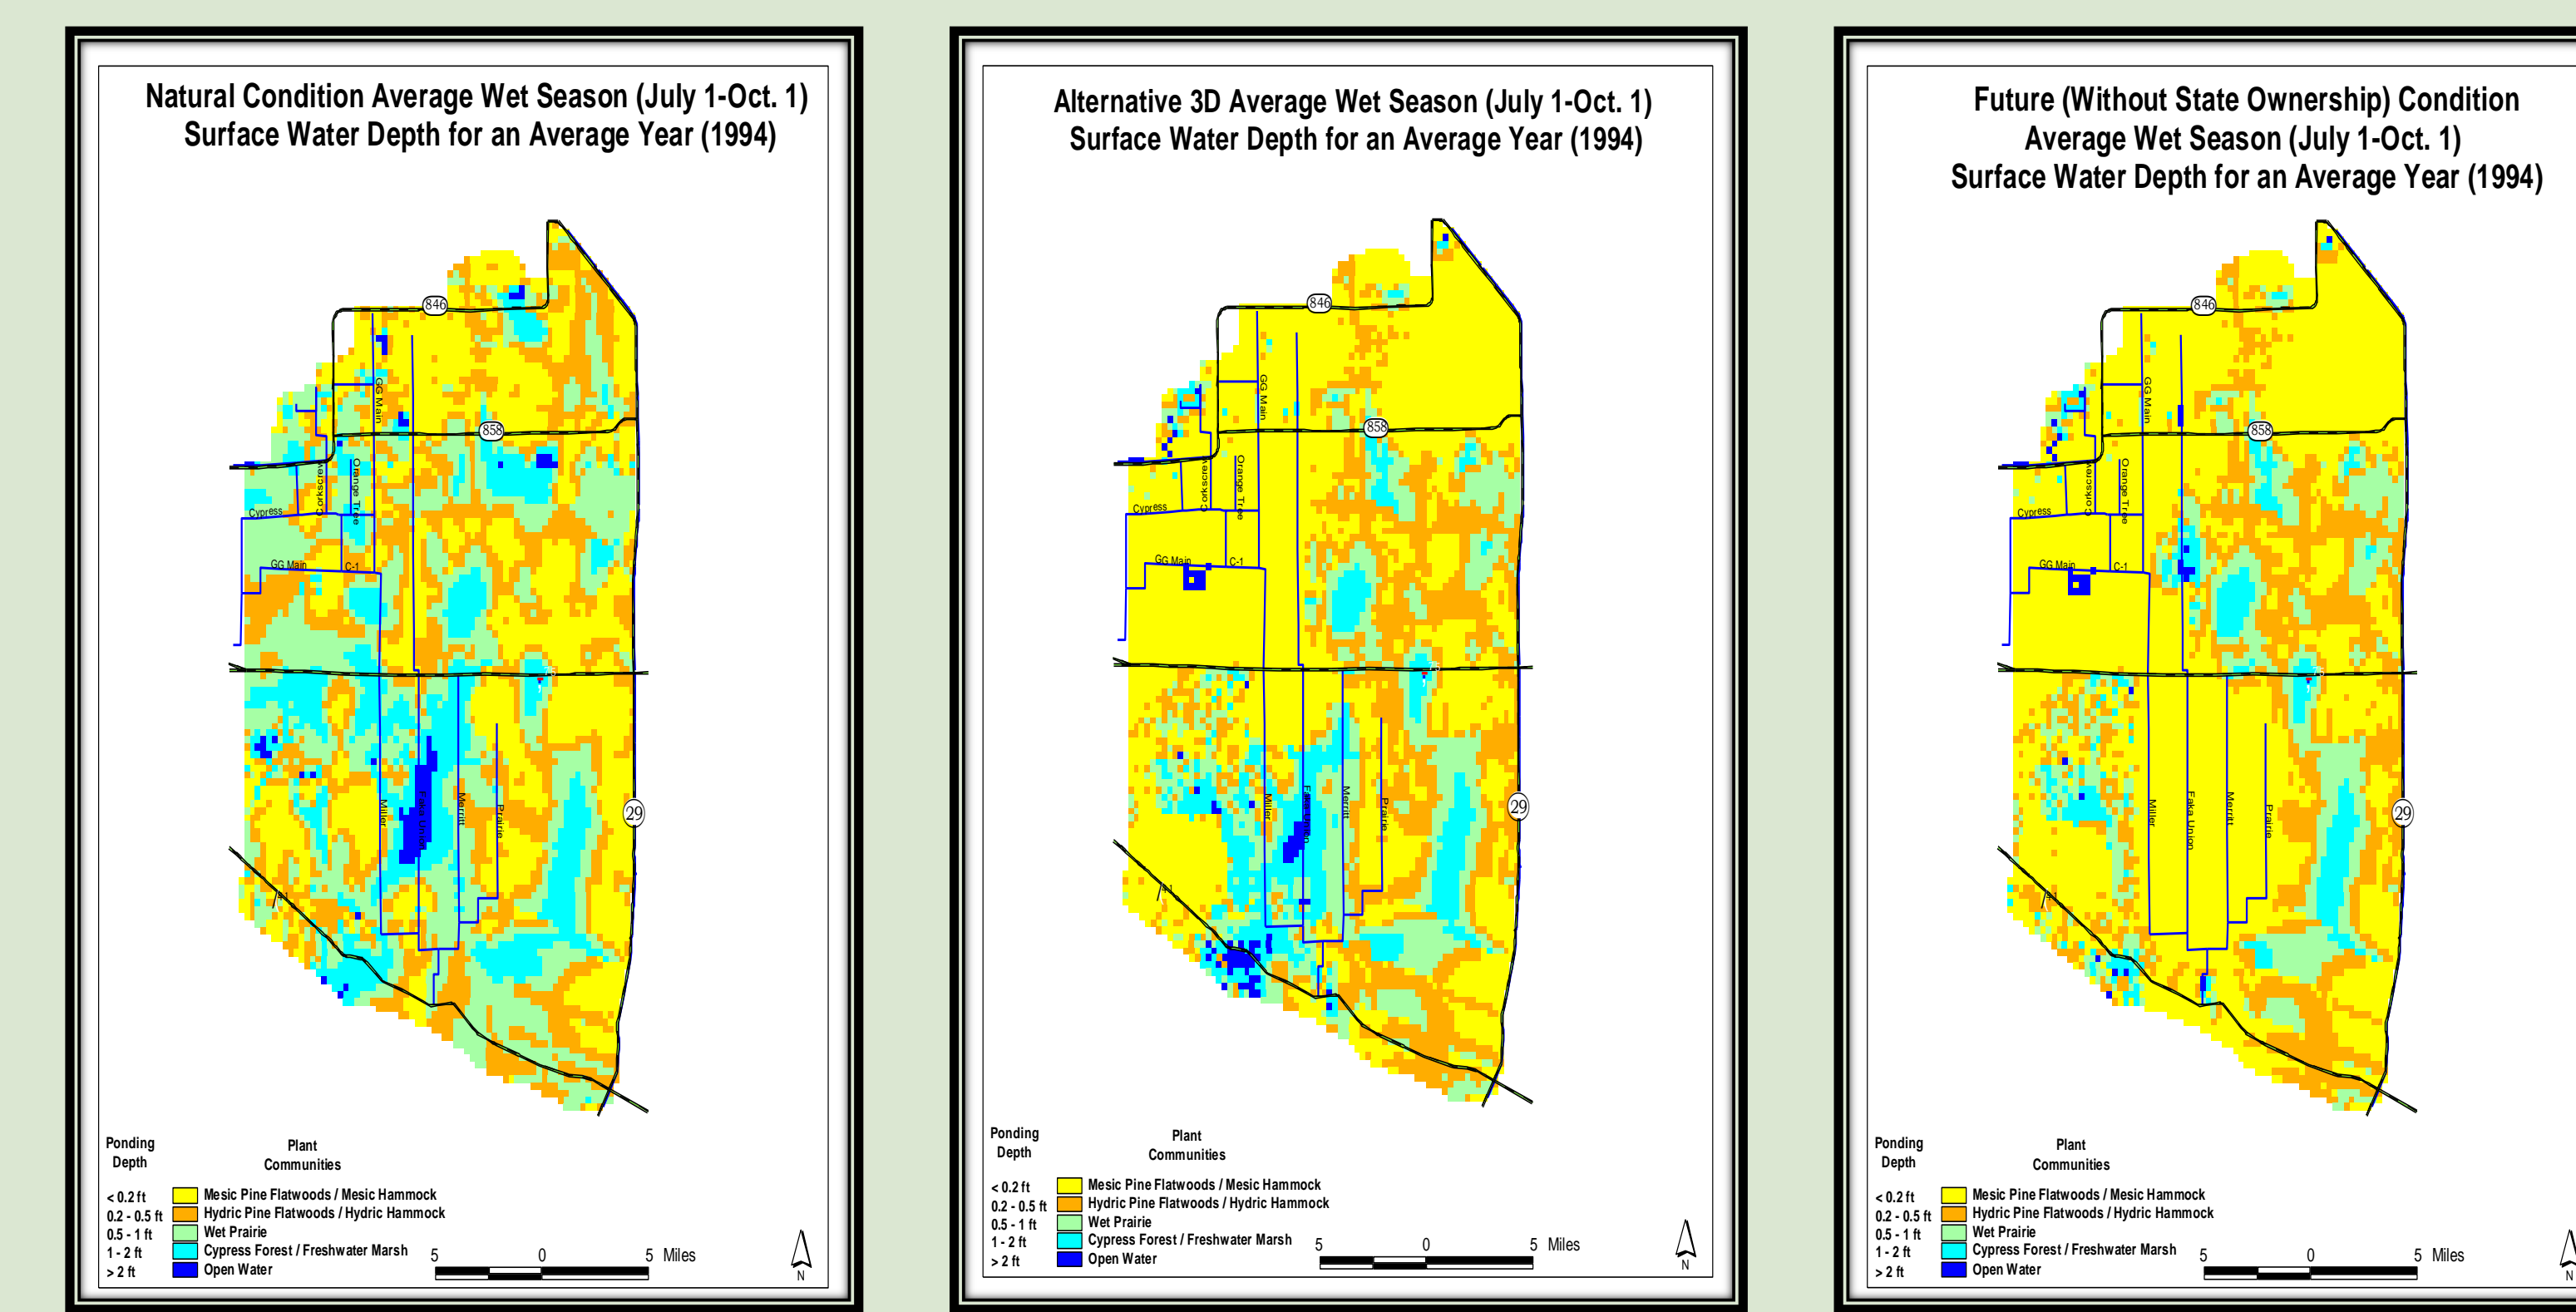 Natural Condition Average Wet Season (July 1-Oct. 1)
Surface Water Depth for an Average Year (1994)
846
GG Main
858
Corkscrew
Orange Tree
Cypress
GG Main
C-1
75
Miller
Faka Union
Merritt
Prairie
29
41
Ponding
Depth
Plant
Communities
< 0.2 ft Mesic Pine Flatwoods / Mesic Hammock
0.2 - 0.5 ft Hydric Pine Flatwoods / Hydric Hammock
0.5 - 1 ft Wet Prairie
1 - 2 ft Cypress Forest / Freshwater Marsh
> 2 ft Open Water
5 0 5 Miles
N
Alternative 3D Average Wet Season (July 1-Oct. 1)
Surface Water Depth for an Average Year (1994)
846
GG Main
858
Corkscrew
Orange Tree
Cypress
GG Main
C-1
75
Miller
Faka Union
Merritt
Prairie
29
41
Ponding
Depth
Plant
Communities
< 0.2 ft Mesic Pine Flatwoods / Mesic Hammock
0.2 - 0.5 ft Hydric Pine Flatwoods / Hydric Hammock
0.5 - 1 ft Wet Prairie
1 - 2 ft Cypress Forest / Freshwater Marsh
> 2 ft Open Water
5 0 5 Miles
N
Future (Without State Ownership) Condition
Average Wet Season (July 1-Oct. 1)
Surface Water Depth for an Average Year (1994)
846
GG Main
858
Corkscrew
Orange Tree
Cypress
GG Main
C-1
75
Miller
Faka Union
Merritt
Prairie
29
41
Ponding
Depth
Plant
Communities
< 0.2 ft Mesic Pine Flatwoods / Mesic Hammock
0.2 - 0.5 ft Hydric Pine Flatwoods / Hydric Hammock
0.5 - 1 ft Wet Prairie
1 - 2 ft Cypress Forest / Freshwater Marsh
> 2 ft Open Water
5 0 5 Miles
N